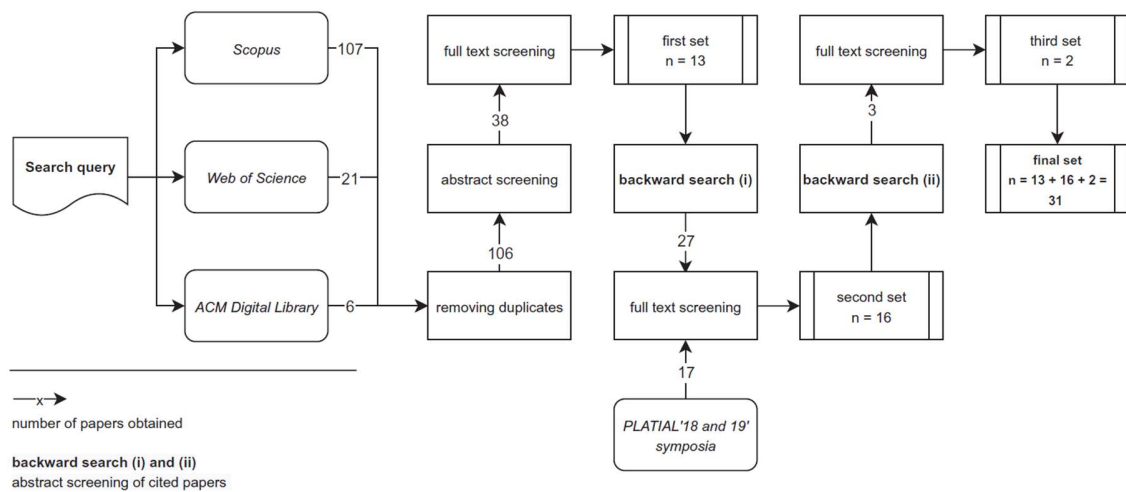 Search query
Scopus
107
Web of Science
21
ACM Digital Library
6
removing duplicates
106
abstract screening
38
full text screening
first set
n = 13
backward search (i)
27
full text screening
17
PLATIAL'18 and 19'
symposia
second set
n = 16
backward search (ii)
3
full text screening
third set
n = 2
final set
n = 13 + 16 + 2 =
31
x
number of papers obtained
backward search (i) and (ii)
abstract screening of cited papers